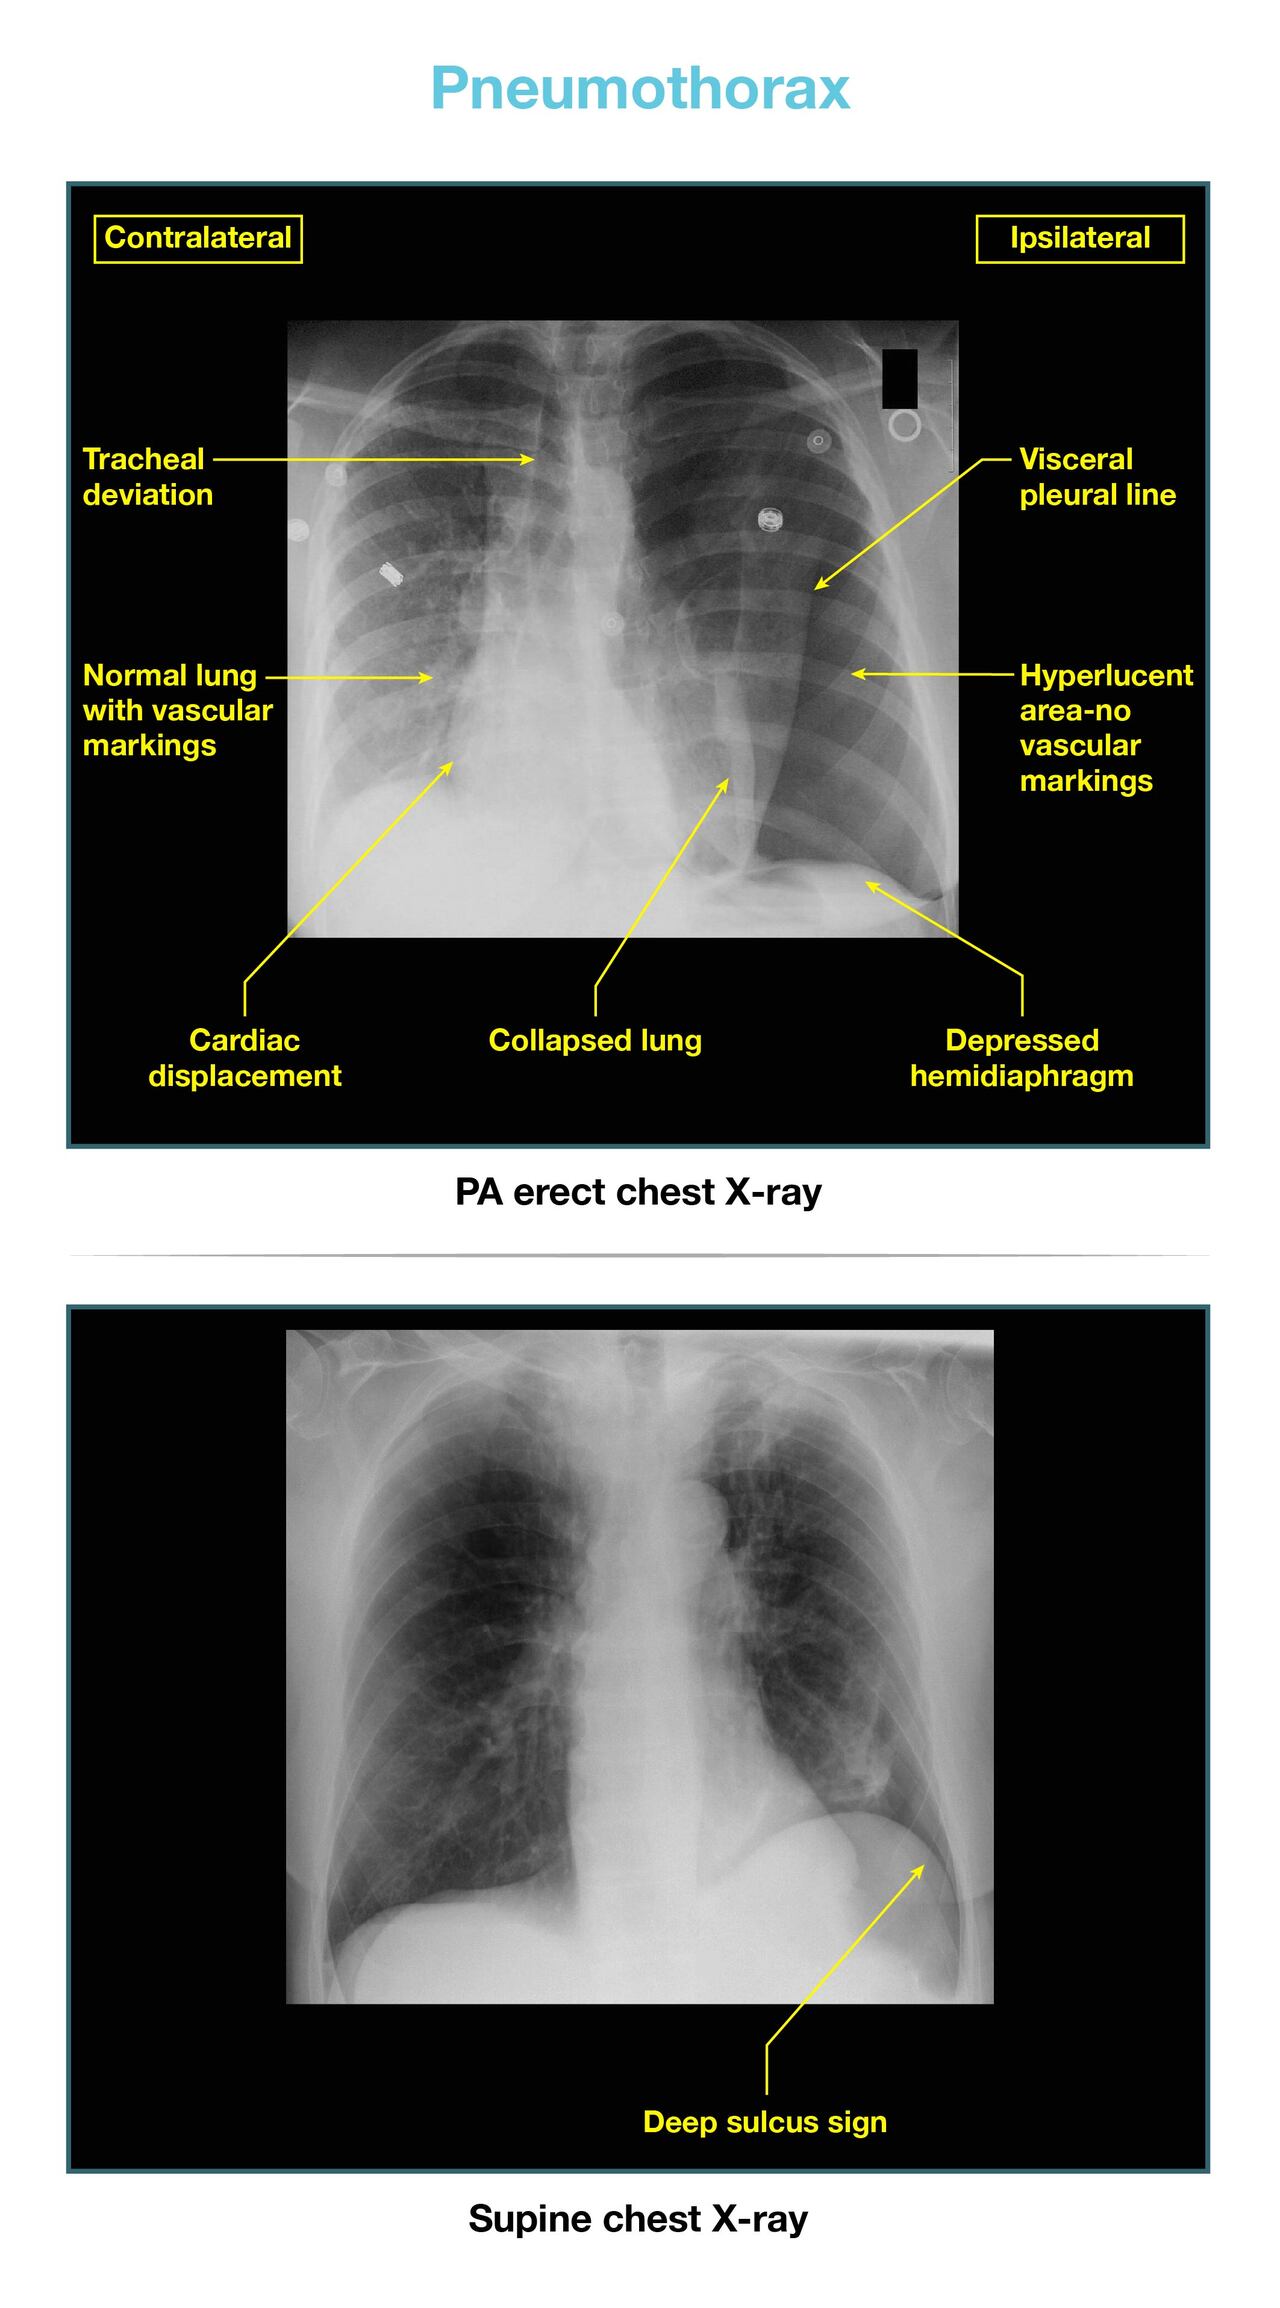 Pneumothorax
Contralateral
Ipsilateral
Tracheal
deviation
Visceral
pleural line
Normal lung
with vascular
markings
Hyperlucent
area-no
vascular
markings
Cardiac
displacement
Collapsed lung
Depressed
hemidiaphragm
PA erect chest X-ray
Deep sulcus sign
Supine chest X-ray